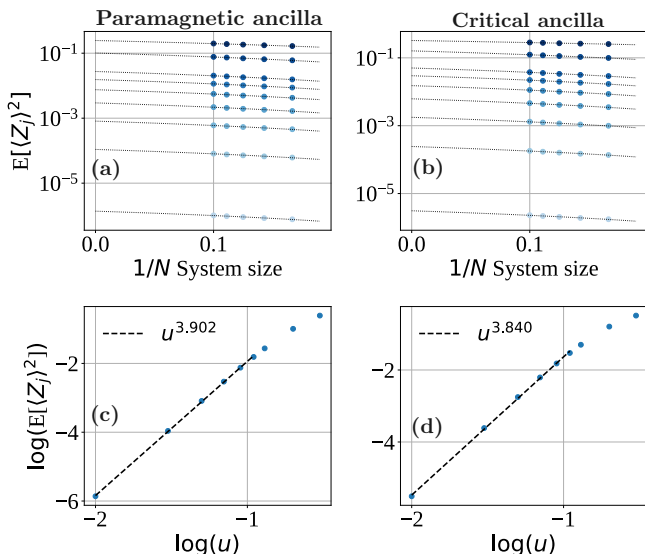 Paramagnetic ancilla
Critical ancilla
E[⟨Z_j⟩²]
10⁻¹
10⁻³
10⁻⁵
(a)
0.0
0.1
1/N System size
10⁻¹
10⁻³
10⁻⁵
(b)
0.0
0.1
1/N System size
log(E[⟨Z_j⟩²])
−2
−4
−6
u^3.902
(c)
−2
−1
log(u)
−2
−4
u^3.840
(d)
−2
−1
log(u)